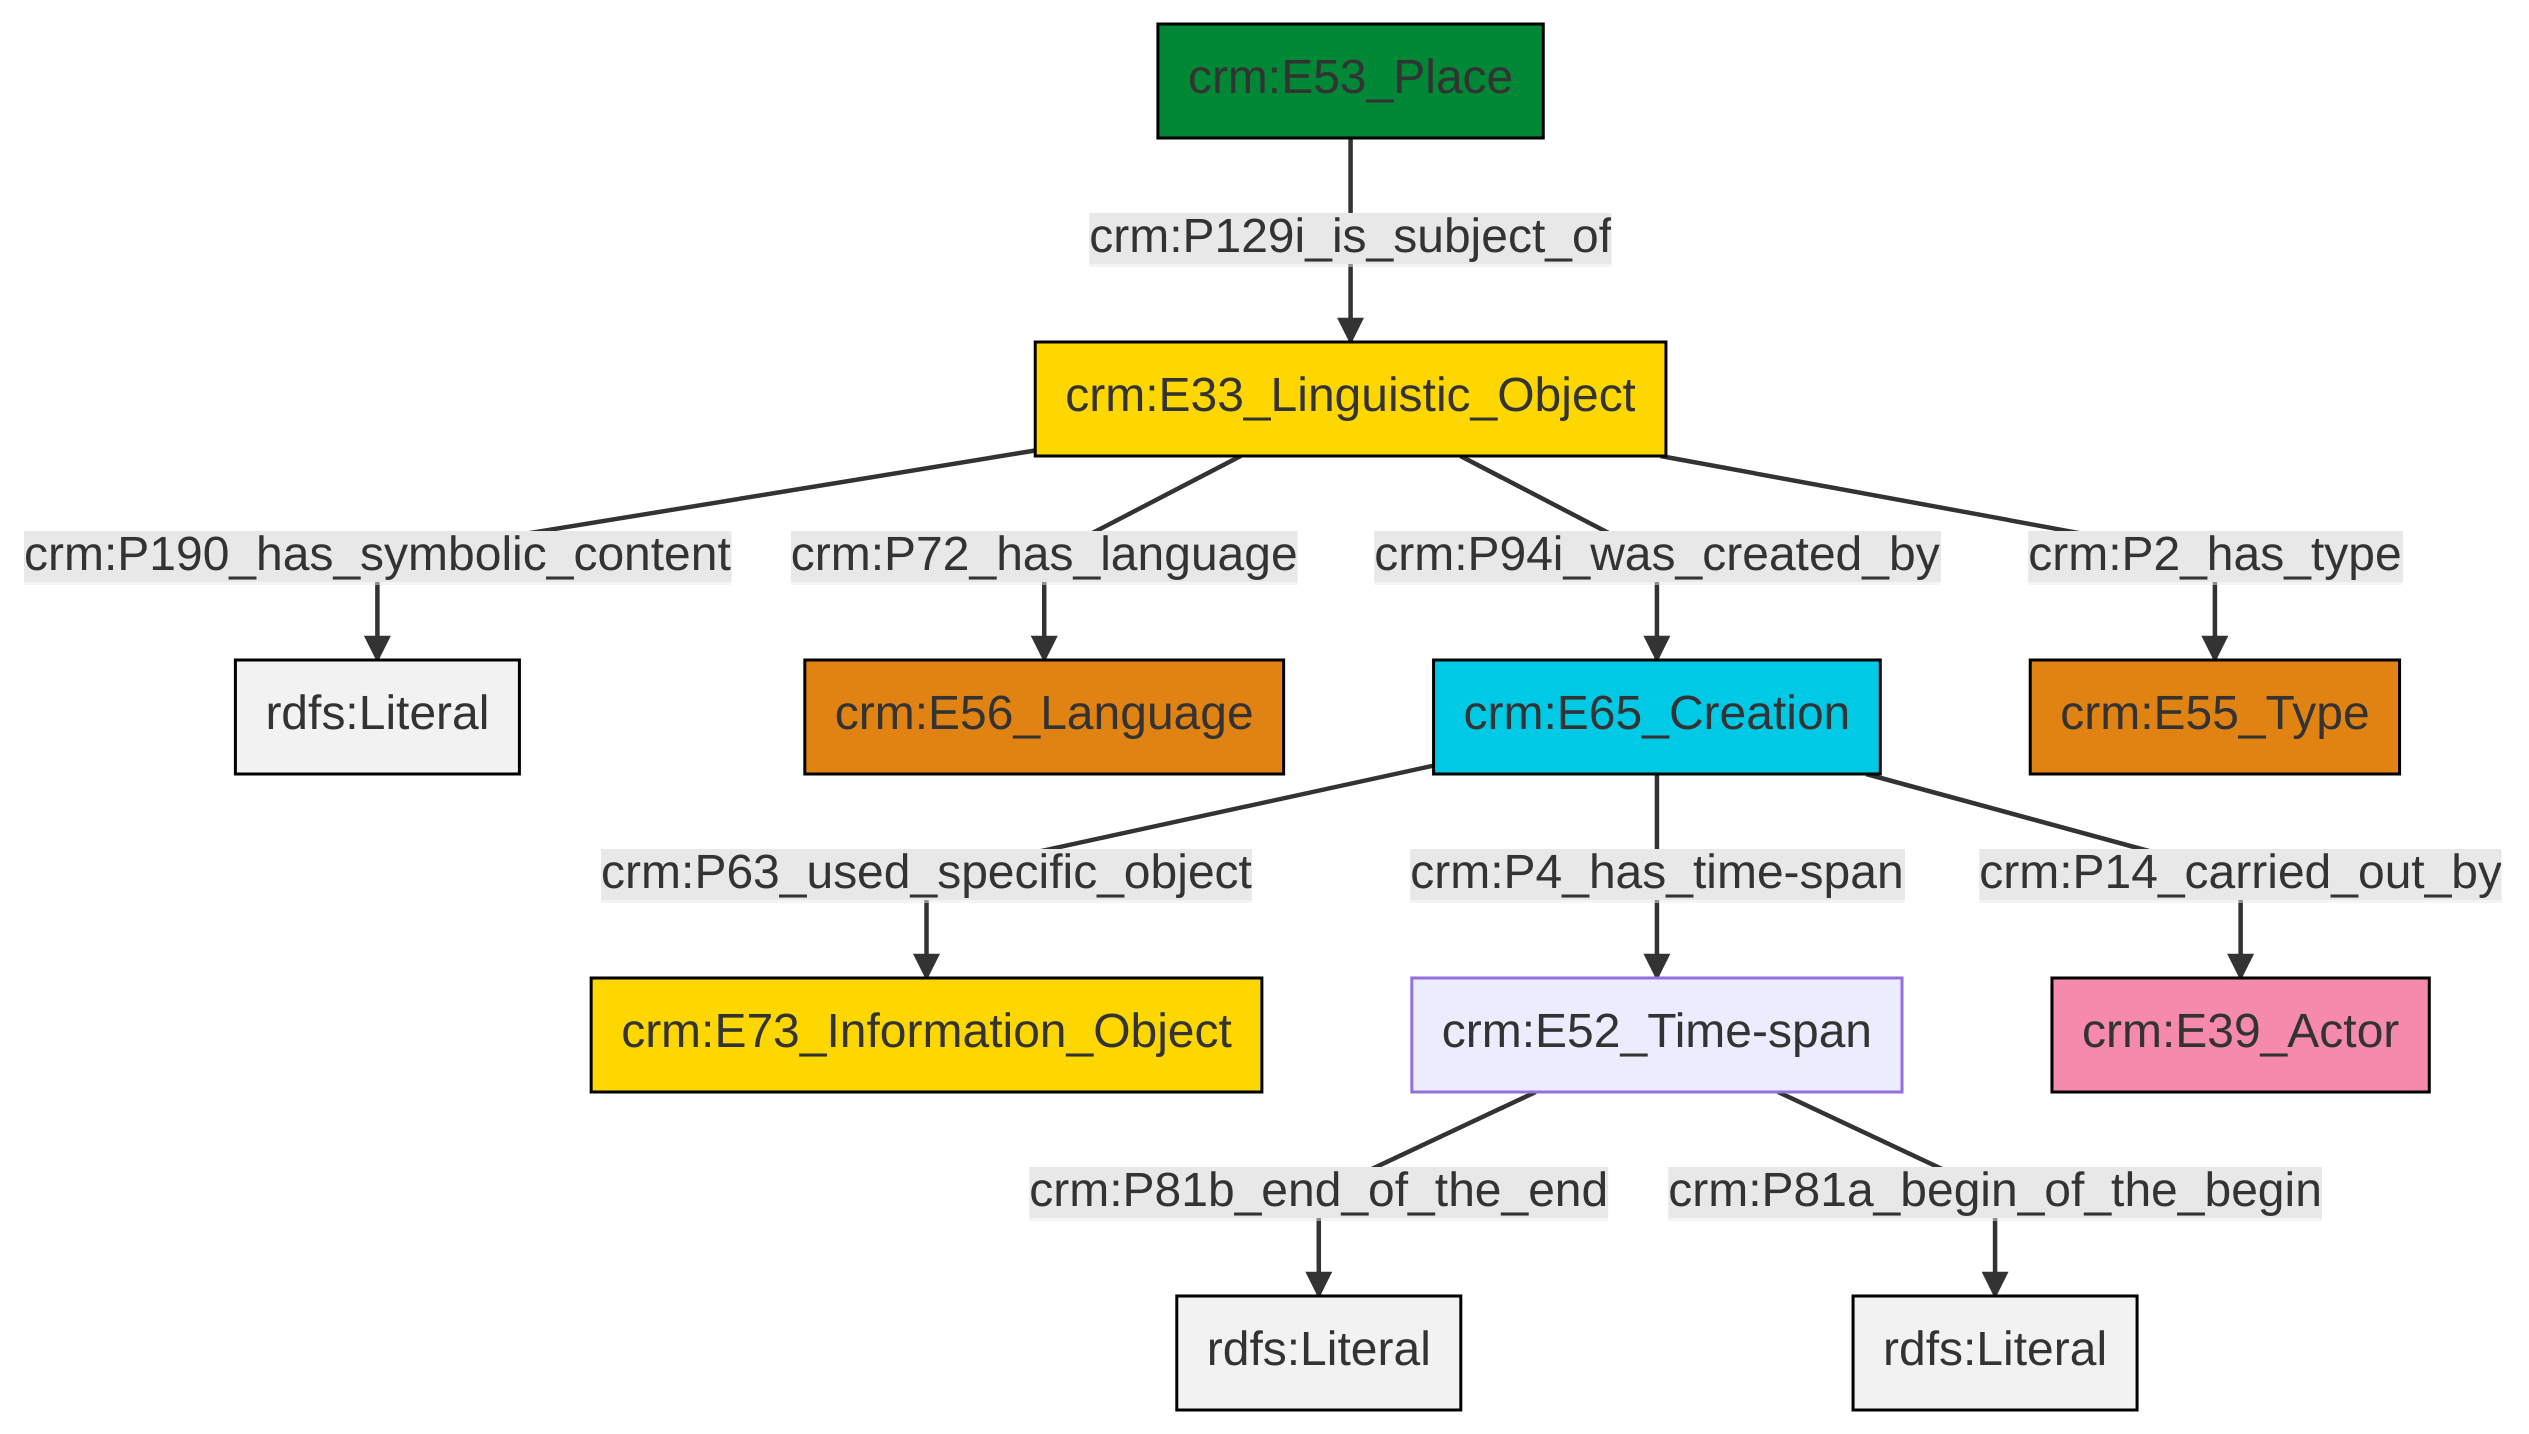 crm:E53_Place
crm:P129i_is_subject_of
crm:E33_Linguistic_Object
crm:P190_has_symbolic_content
crm:P72_has_language
crm:P94i_was_created_by
crm:P2_has_type
rdfs:Literal
crm:E56_Language
crm:E65_Creation
crm:E55_Type
crm:P63_used_specific_object
crm:P4_has_time-span
crm:P14_carried_out_by
crm:E73_Information_Object
crm:E52_Time-span
crm:E39_Actor
crm:P81b_end_of_the_end
crm:P81a_begin_of_the_begin
rdfs:Literal
rdfs:Literal